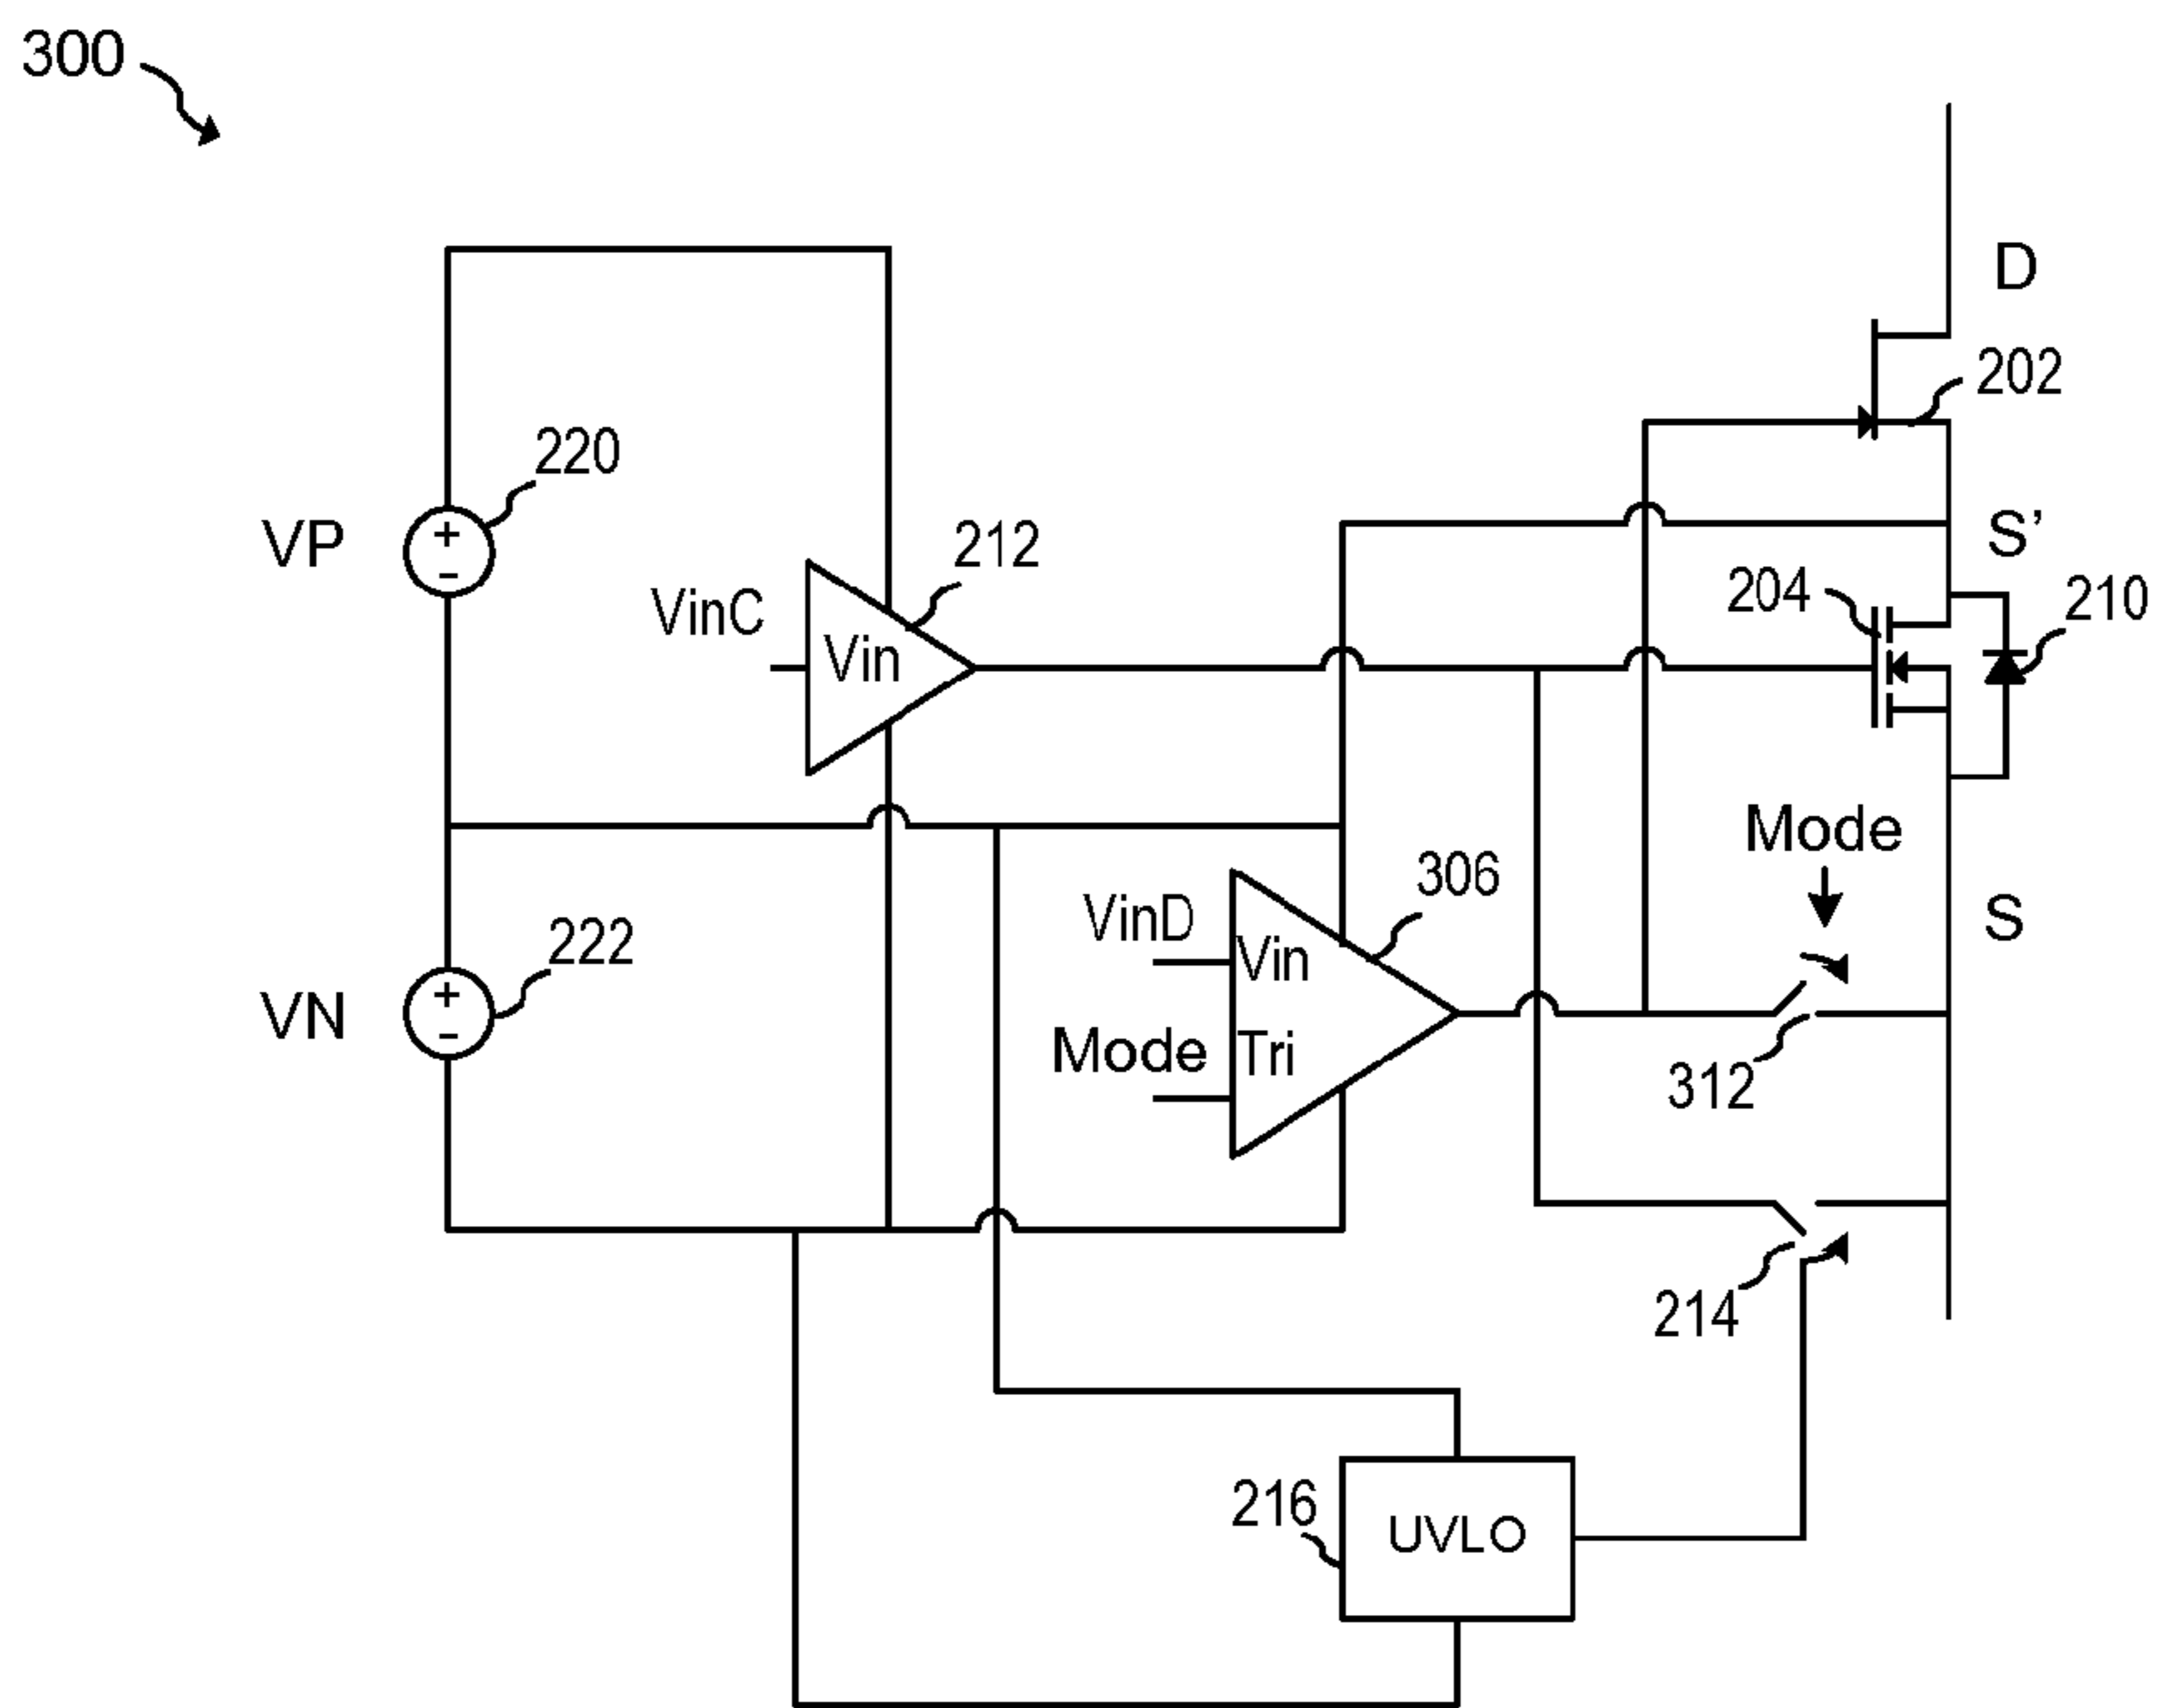 300
D
202
220
VP
+
-
212
S’
204
210
VinC
Vin
Mode
306
VinD
Vin
S
222
VN
+
-
Mode
Tri
312
214
216
UVLO